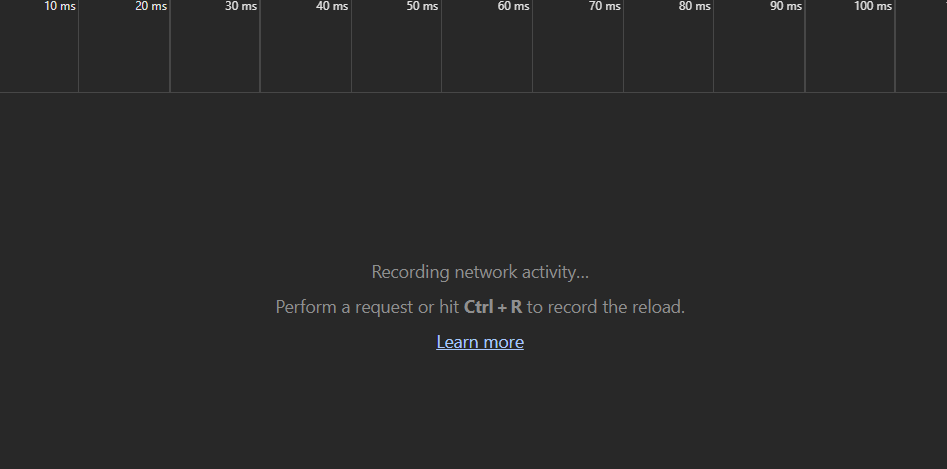 10 ms 20 ms 30 ms 40 ms 50 ms 60 ms 70 ms 80 ms 90 ms 100 ms
Recording network activity...
Perform a request or hit Ctrl + R to record the reload.
Learn more